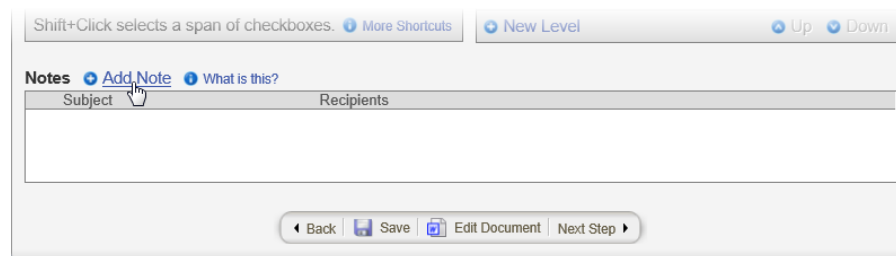 Shift+Click selects a span of checkboxes. More Shortcuts
New Level Up Down
Notes Add Note What is this?
Subject Recipients
Back Save Edit Document Next Step